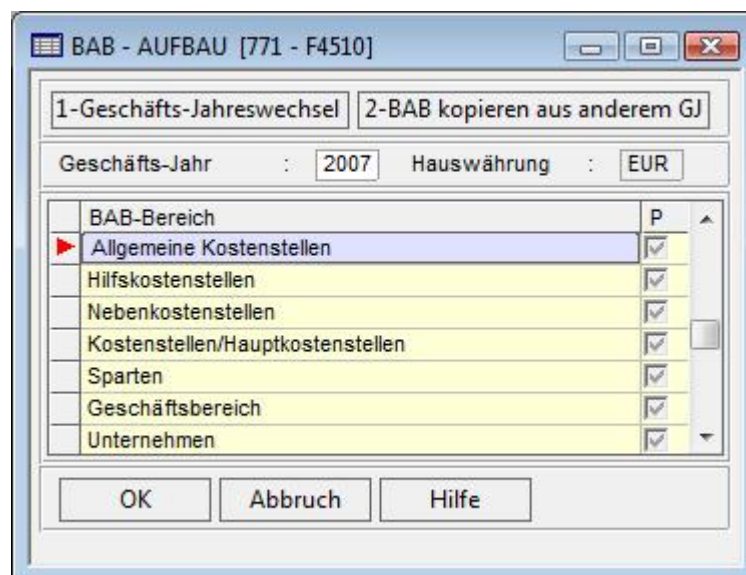 BAB - AUFBAU [771 - F4510]
1-Geschäfts-Jahreswechsel 2-BAB kopieren aus anderem GJ
Geschäfts-Jahr : 2007 Hauswährung : EUR
BAB-Bereich P
Allgemeine Kostenstellen
Hilfskostenstellen
Nebenkostenstellen
Kostenstellen/Hauptkostenstellen
Sparten
Geschäftsbereich
Unternehmen
OK Abbruch Hilfe